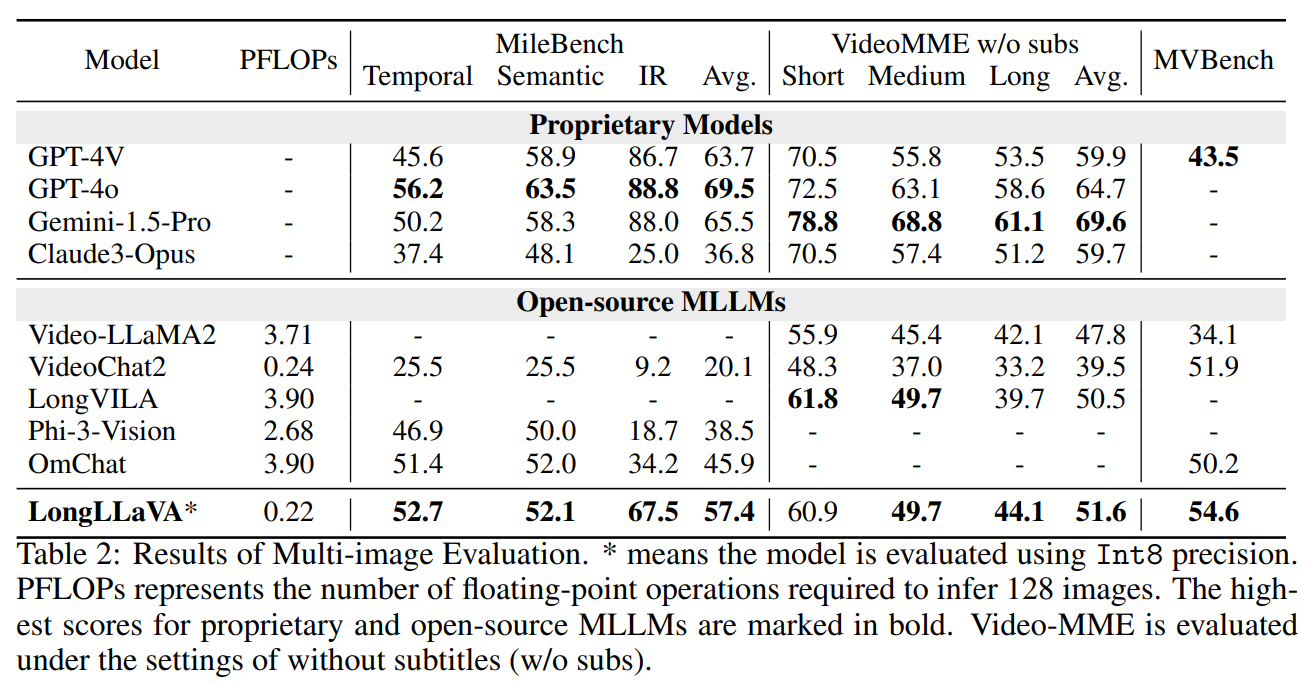 Model PFLOPs MileBench VideoMME w/o subs MVBench
Temporal Semantic IR Avg. Short Medium Long Avg.
Proprietary Models
GPT-4V - 45.6 58.9 86.7 63.7 70.5 55.8 53.5 59.9 43.5
GPT-4o - 56.2 63.5 88.8 69.5 72.5 63.1 58.6 64.7 -
Gemini-1.5-Pro - 50.2 58.3 88.0 65.5 78.8 68.8 61.1 69.6 -
Claude3-Opus - 37.4 48.1 25.0 36.8 70.5 57.4 51.2 59.7 -
Open-source MLLMs
Video-LLaMA2 3.71 - - - - 55.9 45.4 42.1 47.8 34.1
VideoChat2 0.24 25.5 25.5 9.2 20.1 48.3 37.0 33.2 39.5 51.9
LongVILA 3.90 - - - - 61.8 49.7 39.7 50.5 -
Phi-3-Vision 2.68 46.9 50.0 18.7 38.5 - - - - -
OmChat 3.90 51.4 52.0 34.2 45.9 - - - - 50.2
LongLLaVA* 0.22 52.7 52.1 67.5 57.4 60.9 49.7 44.1 51.6 54.6
Table 2: Results of Multi-image Evaluation. * means the model is evaluated using Int8 precision.
PFLOPs represents the number of floating-point operations required to infer 128 images. The high-
est scores for proprietary and open-source MLLMs are marked in bold. Video-MME is evaluated
under the settings of without subtitles (w/o subs).